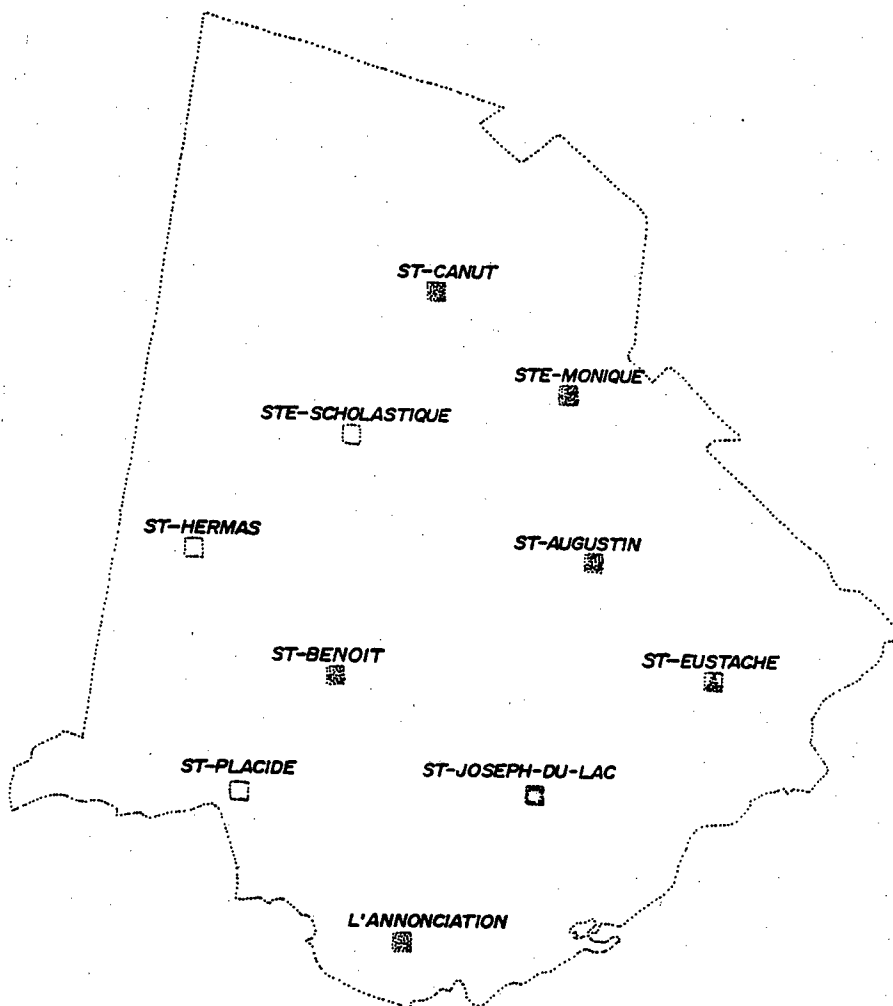 ST-CANUT
STE-MONIQUE
STE-SCHOLASTIQUE
ST-HERMAS
ST-AUGUSTIN
ST-BENOIT
ST-EUSTACHE
ST-PLACIDE
ST-JOSEPH-DU-LAC
L'ANNONCIATION